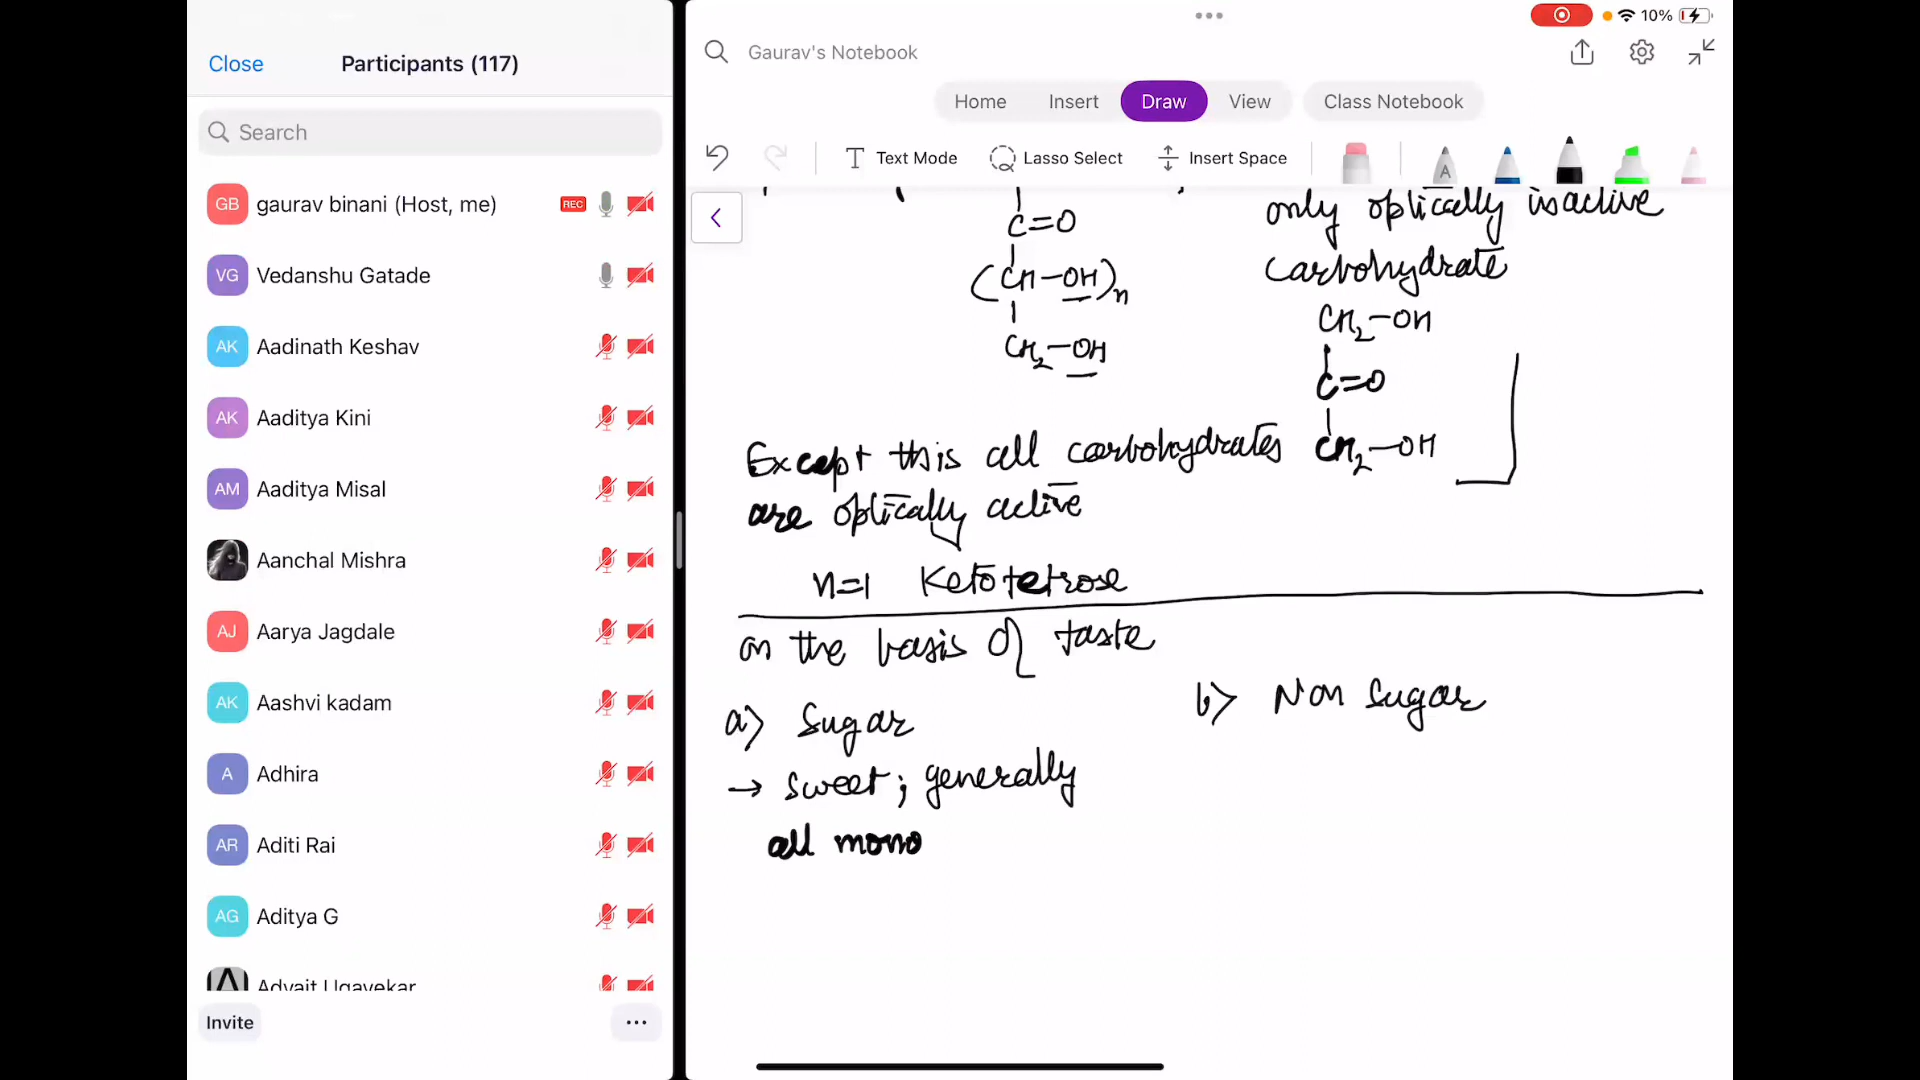 10%
Close
Participants (117)
Gaurav's Notebook
Home
Insert
Draw
View
Class Notebook
Search
Text Mode
Lasso Select
Insert Space
A
GB
gaurav binani (Host, me)
REC
VG
Vedanshu Gatade
AK
Aadinath Keshav
AK
Aaditya Kini
AM
Aaditya Misal
Aanchal Mishra
AJ
Aarya Jagdale
AK
Aashvi kadam
A
Adhira
AR
Aditi Rai
AG
Aditya G
Advait Ugavekar
Invite
C=O
(CH-OH)n
CH2-OH
only optically inactive
carbohydrate
CH2-OH
C=O
CH2-OH
Except this all carbohydrates
are optically active
n=1 Ketotetrose
on the basis of taste
a) Sugar
b) Non Sugar
→ sweet; generally
all mono